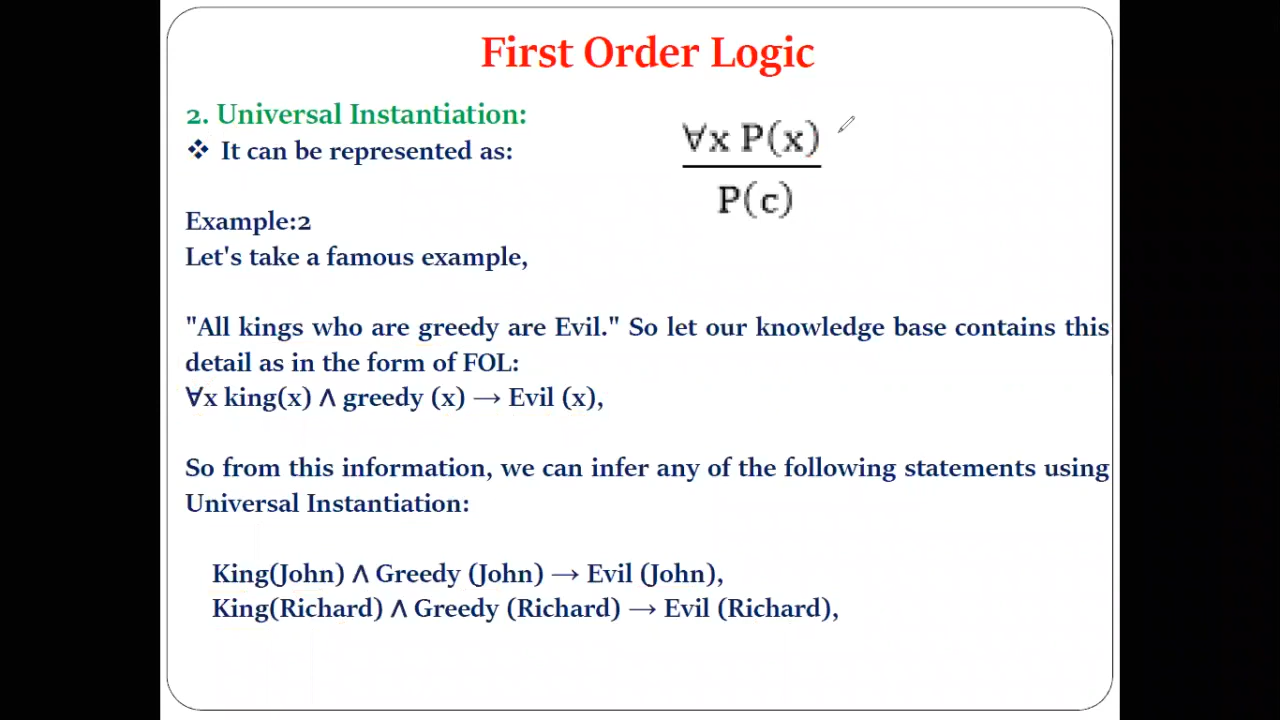 First Order Logic
2. Universal Instantiation:
❖ It can be represented as:
∀x P(x)
P(c)
Example:2
Let's take a famous example,
"All kings who are greedy are Evil." So let our knowledge base contains this
detail as in the form of FOL:
∀x king(x) ∧ greedy (x) → Evil (x),
So from this information, we can infer any of the following statements using
Universal Instantiation:
King(John) ∧ Greedy (John) → Evil (John),
King(Richard) ∧ Greedy (Richard) → Evil (Richard),